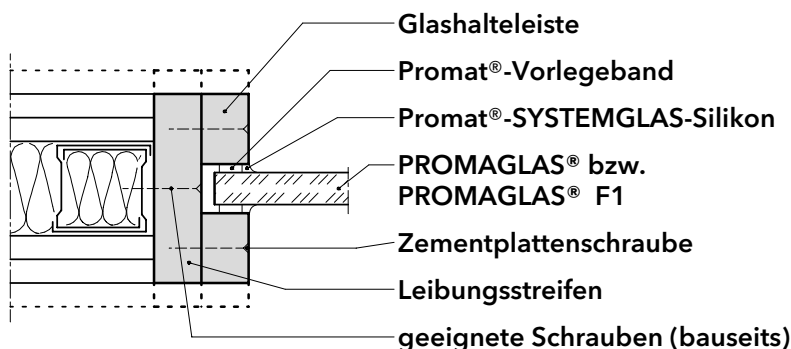 Glashalteleiste
Promat®-Vorlegeband
Promat®-SYSTEMGLAS-Silikon
PROMAGLAS® bzw.
PROMAGLAS® F1
Zementplattenschraube
Leibungsstreifen
geeignete Schrauben (bauseits)